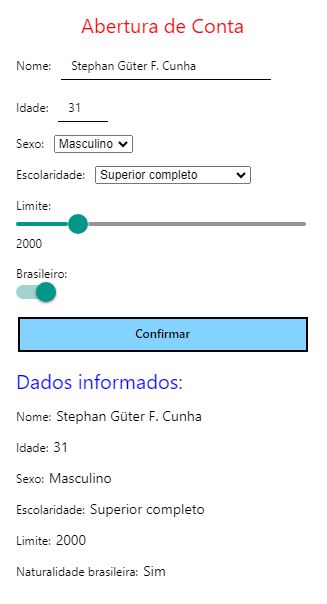 Abertura de Conta
Nome: Stephan Güter F. Cunha
Idade: 31
Sexo: Masculino
Escolaridade: Superior completo
Limite:
2000
Brasileiro:
Confirmar
Dados informados:
Nome: Stephan Güter F. Cunha
Idade: 31
Sexo: Masculino
Escolaridade: Superior completo
Limite: 2000
Naturalidade brasileira: Sim